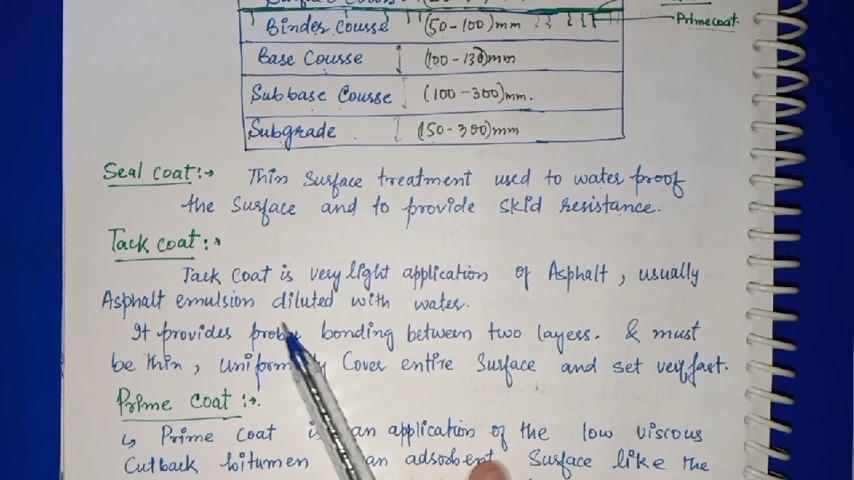 Binder Course (50-100)mm
Prime coat.
Base Course (100-130)mm
Subbase Course (100-300)mm.
Subgrade (150-300)mm
Seal coat:→ Thin Surface treatment used to water proof
the Surface and to provide skid resistance.
Tack coat:→
Tack coat is very light application of Asphalt, usually
Asphalt emulsion diluted with water.
It provides bonding between two layers. & must
be thin, Cover entire Surface and set very fast.
Prime coat:→.
↳ Prime coat is an application of the low viscous
Cutback bitumen an adsorbent Surface like the